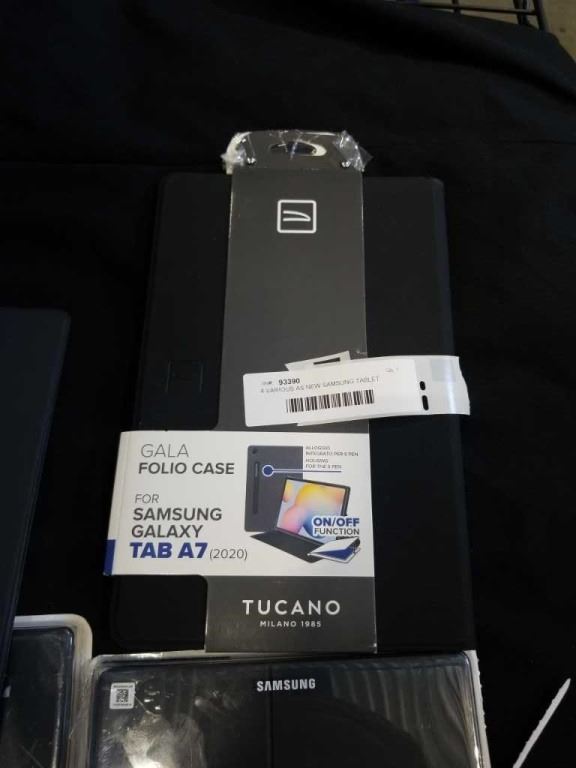 93390
4 VARIOUS AS NEW SAMSUNG TABLET
GALA
FOLIO CASE
FOR
SAMSUNG
GALAXY
TAB A7 (2020)
ALLOGGIO
INTEGRATO PER S PEN
HOUSING
FOR THE S PEN
ON/OFF
FUNCTION
TUCANO
MILANO 1985
SAMSUNG